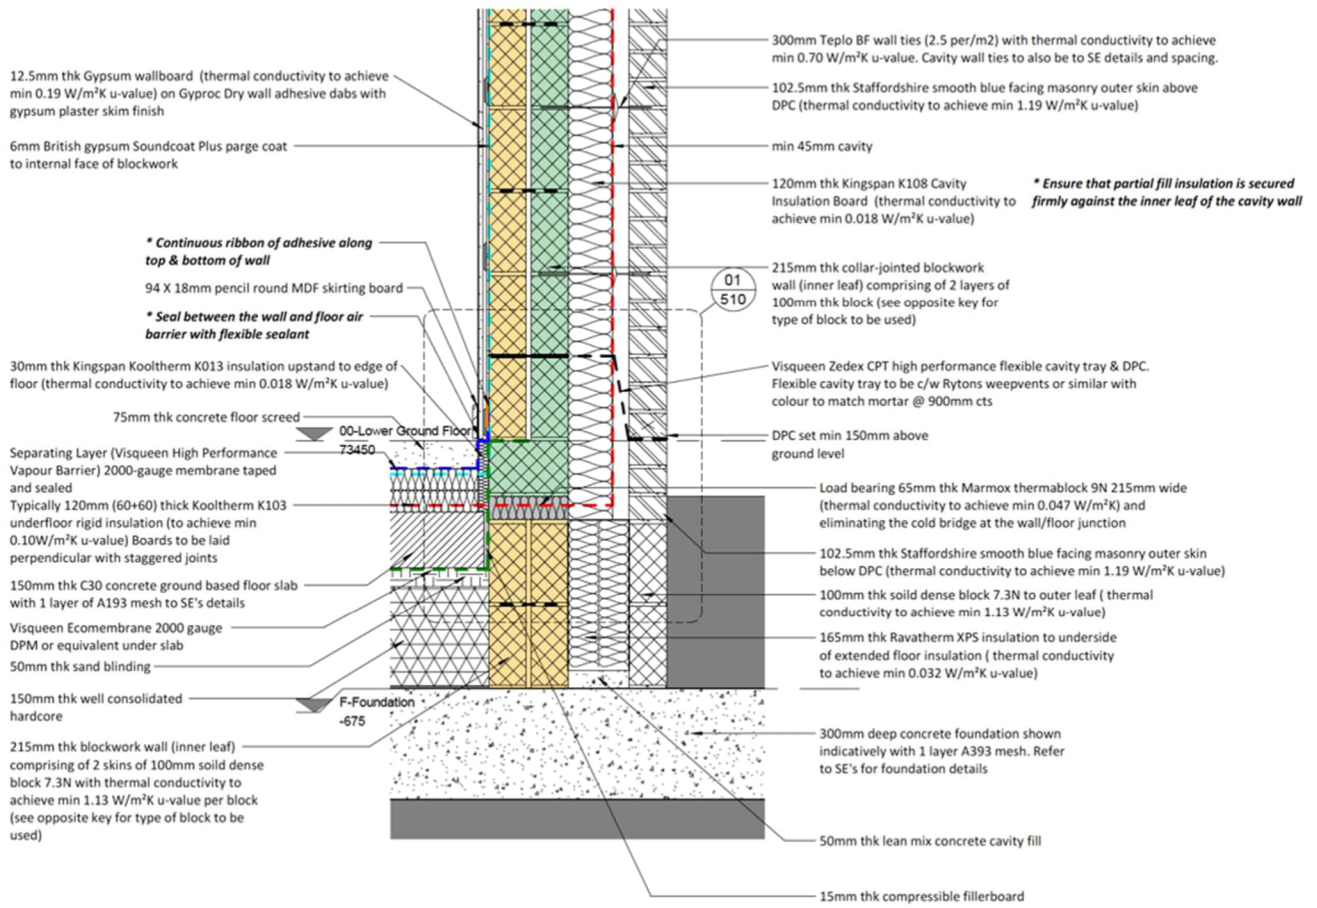 12.5mm thk Gypsum wallboard (thermal conductivity to achieve
min 0.19 W/m²K u-value) on Gyproc Dry wall adhesive dabs with
gypsum plaster skim finish
6mm British gypsum Soundcoat Plus parge coat
to internal face of blockwork
* Continuous ribbon of adhesive along
top & bottom of wall
94 X 18mm pencil round MDF skirting board
* Seal between the wall and floor air
barrier with flexible sealant
30mm thk Kingspan Kooltherm K013 insulation upstand to edge of
floor (thermal conductivity to achieve min 0.018 W/m²K u-value)
75mm thk concrete floor screed
00-Lower Ground Floor
73450
Separating Layer (Visqueen High Performance
Vapour Barrier) 2000-gauge membrane taped
and sealed
Typically 120mm (60+60) thick Kooltherm K103
underfloor rigid insulation (to achieve min
0.10W/m²K u-value) Boards to be laid
perpendicular with staggered joints
150mm thk C30 concrete ground based floor slab
with 1 layer of A193 mesh to SE's details
Visqueen Ecomembrane 2000 gauge
DPM or equivalent under slab
50mm thk sand blinding
150mm thk well consolidated
hardcore
F-Foundation
-675
215mm thk blockwork wall (inner leaf)
comprising of 2 skins of 100mm soild dense
block 7.3N with thermal conductivity to
achieve min 1.13 W/m²K u-value per block
(see opposite key for type of block to be
used)
300mm Teplo BF wall ties (2.5 per/m2) with thermal conductivity to achieve
min 0.70 W/m²K u-value. Cavity wall ties to also be to SE details and spacing.
102.5mm thk Staffordshire smooth blue facing masonry outer skin above
DPC (thermal conductivity to achieve min 1.19 W/m²K u-value)
min 45mm cavity
120mm thk Kingspan K108 Cavity
Insulation Board (thermal conductivity to
achieve min 0.018 W/m²K u-value)
* Ensure that partial fill insulation is secured
firmly against the inner leaf of the cavity wall
01
510
215mm thk collar-jointed blockwork
wall (inner leaf) comprising of 2 layers of
100mm thk block (see opposite key for
type of block to be used)
Visqueen Zedex CPT high performance flexible cavity tray & DPC.
Flexible cavity tray to be c/w Rytons weepvents or similar with
colour to match mortar @ 900mm cts
DPC set min 150mm above
ground level
Load bearing 65mm thk Marmox thermablock 9N 215mm wide
(thermal conductivity to achieve min 0.047 W/m²K) and
eliminating the cold bridge at the wall/floor junction
102.5mm thk Staffordshire smooth blue facing masonry outer skin
below DPC (thermal conductivity to achieve min 1.19 W/m²K u-value)
100mm thk soild dense block 7.3N to outer leaf ( thermal
conductivity to achieve min 1.13 W/m²K u-value)
165mm thk Ravatherm XPS insulation to underside
of extended floor insulation ( thermal conductivity
to achieve min 0.032 W/m²K u-value)
300mm deep concrete foundation shown
indicatively with 1 layer A393 mesh. Refer
to SE's for foundation details
50mm thk lean mix concrete cavity fill
15mm thk compressible fillerboard